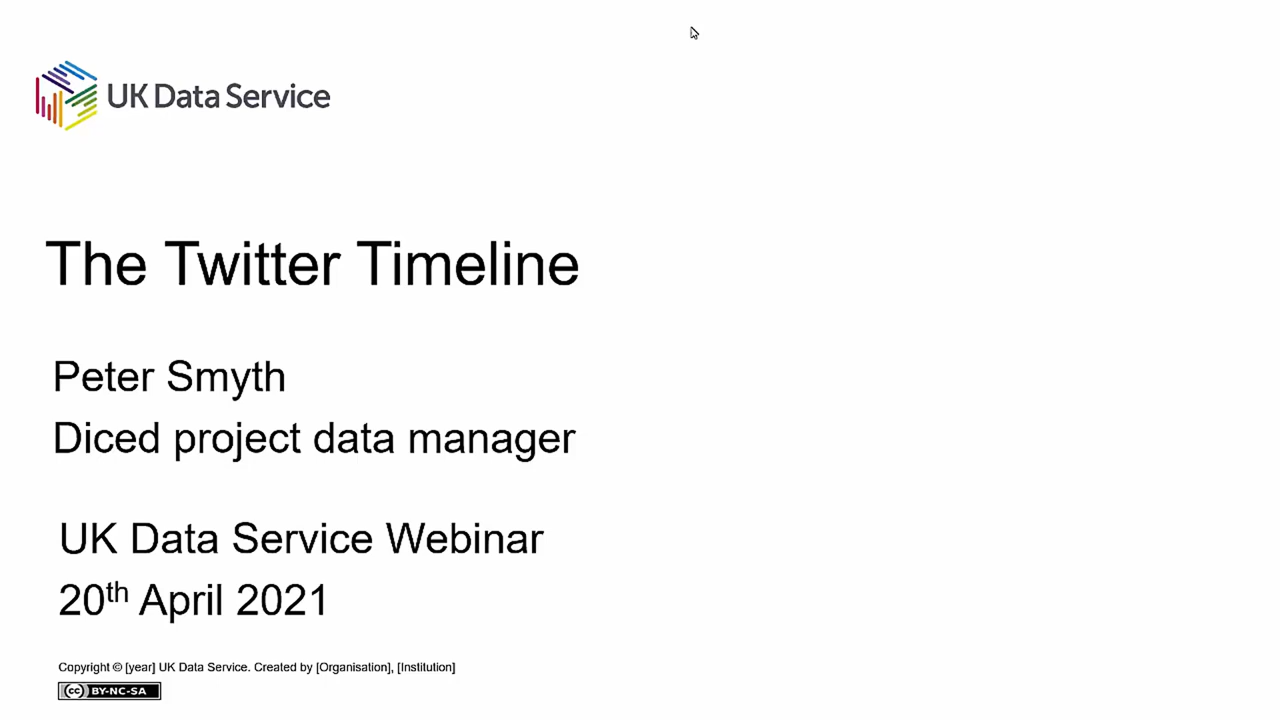 UK Data Service
The Twitter Timeline
Peter Smyth
Diced project data manager
UK Data Service Webinar
20th April 2021
Copyright © [year] UK Data Service. Created by [Organisation], [Institution]
cc BY-NC-SA